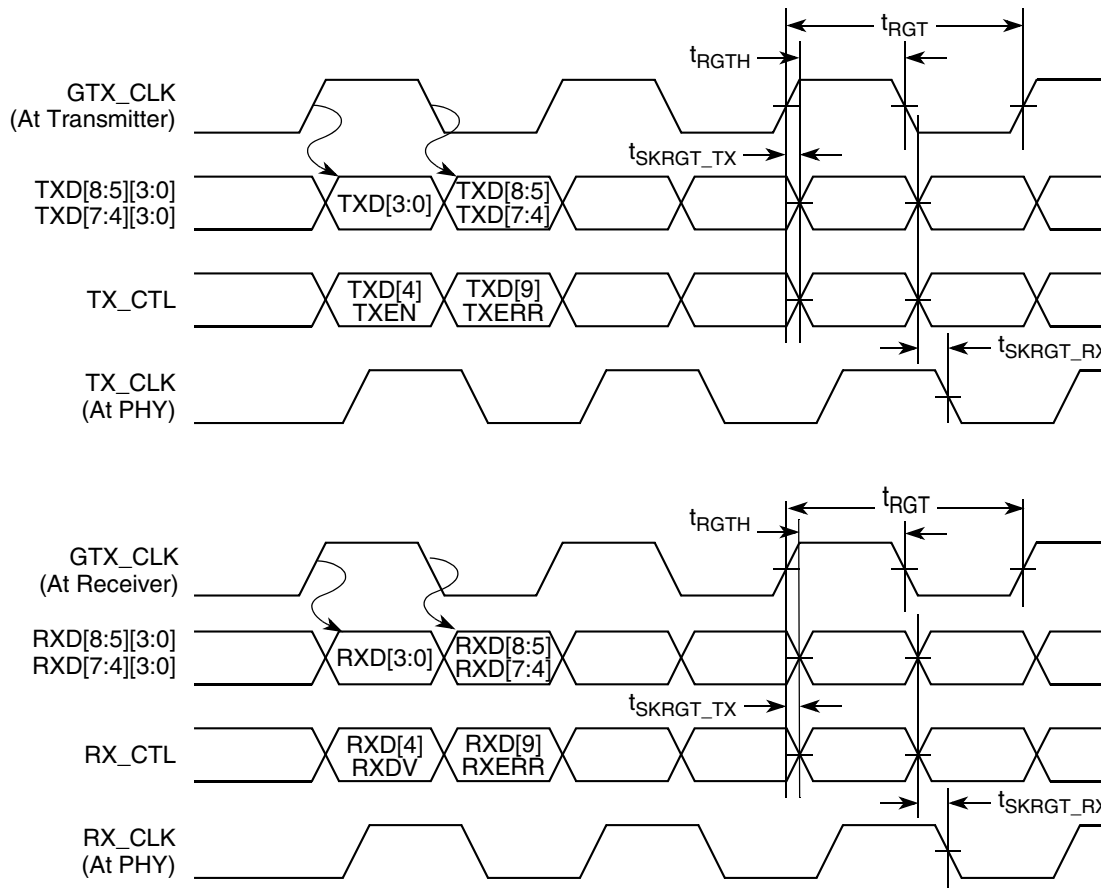 tRGT
tRGTH
GTX_CLK
(At Transmitter)
tSKRGT_TX
TXD[8:5][3:0]
TXD[7:4][3:0]
TXD[3:0]
TXD[8:5]
TXD[7:4]
TX_CTL
TXD[4]
TXEN
TXD[9]
TXERR
tSKRGT_RX
TX_CLK
(At PHY)
tRGT
tRGTH
GTX_CLK
(At Receiver)
RXD[8:5][3:0]
RXD[7:4][3:0]
RXD[3:0]
RXD[8:5]
RXD[7:4]
tSKRGT_TX
RX_CTL
RXD[4]
RXDV
RXD[9]
RXERR
tSKRGT_RX
RX_CLK
(At PHY)